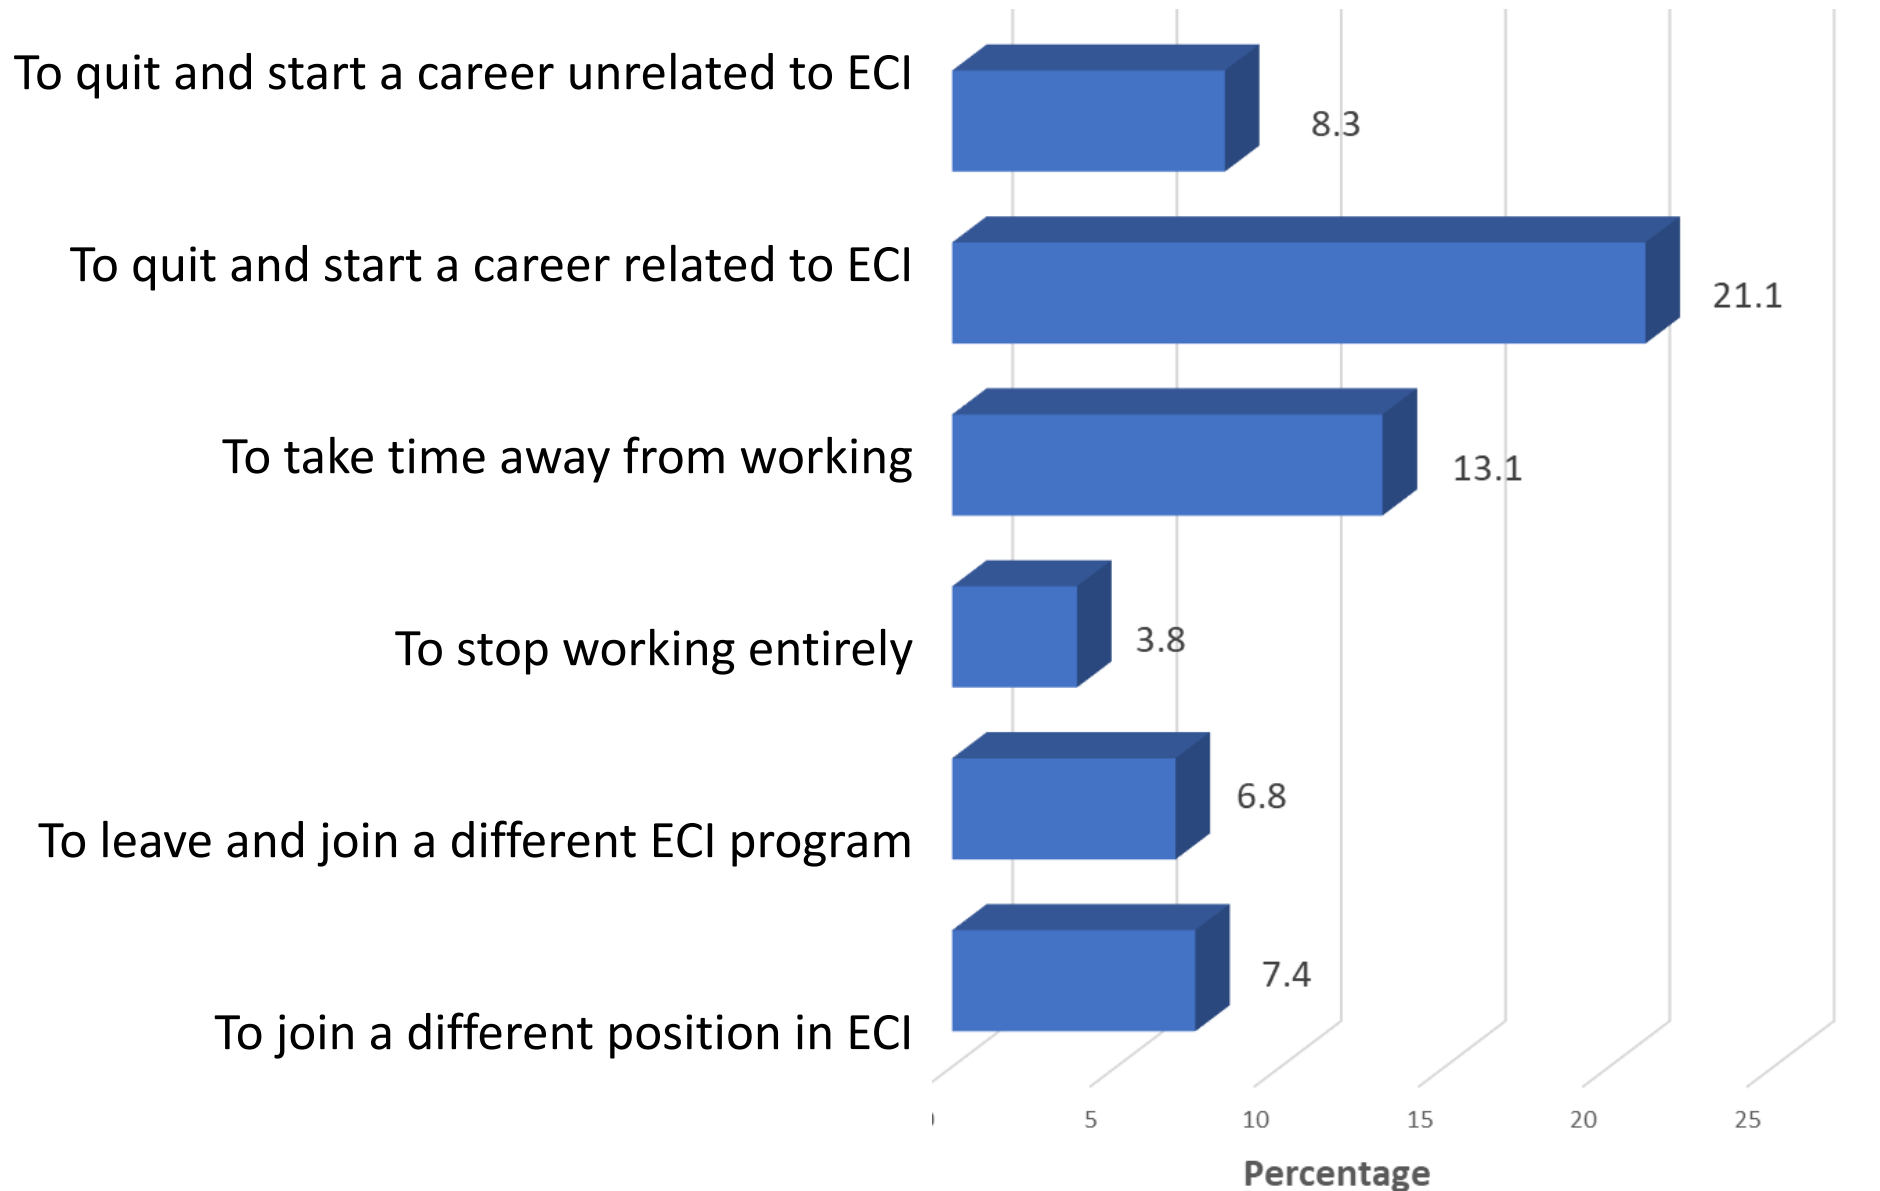 To quit and start a career unrelated to ECI
8.3
To quit and start a career related to ECI
21.1
To take time away from working
13.1
To stop working entirely
3.8
To leave and join a different ECI program
6.8
To join a different position in ECI
7.4
5 10 15 20 25
Percentage